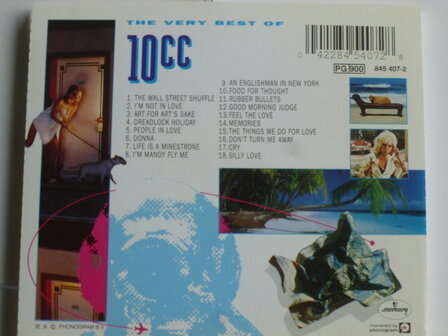 THE VERY BEST OF
10CC
1. THE WALL STREET SHUFFLE
2. I'M NOT IN LOVE
3. ART FOR ART'S SAKE
4. DREADLOCK HOLIDAY
5. PEOPLE IN LOVE
6. DONNA
7. LIFE IS A MINESTRONE
8. I'M MANDY FLY ME
9. AN ENGLISHMAN IN NEW YORK
10. FOOD FOR THOUGHT
11. RUBBER BULLETS
12. GOOD MORNING JUDGE
13. FEEL THE LOVE
14. MEMORIES
15. THE THINGS WE DO FOR LOVE
16. DON'T TURN ME AWAY
17. CRY
18. SILLY LOVE
0 42284 54072 8
PG 900 845 407-2
℗ & © PHONOGRAM B.V.
mercury
marketed by
phonogram